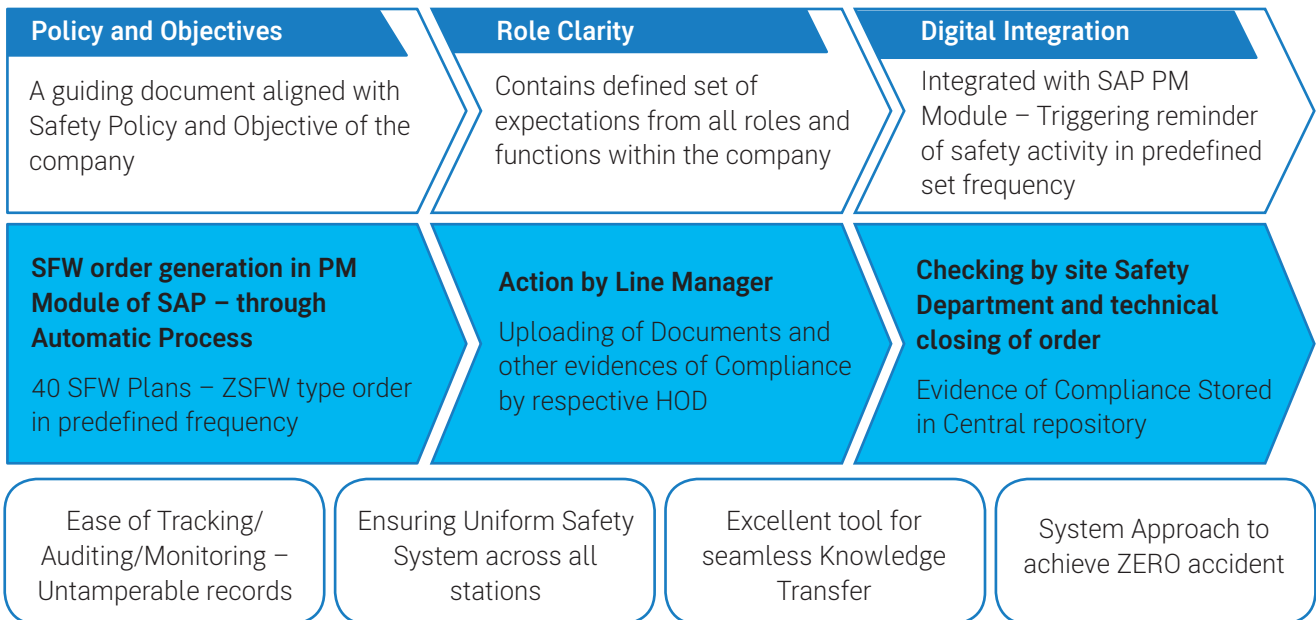 Policy and Objectives
A guiding document aligned with
Safety Policy and Objective of the
company
Role Clarity
Contains defined set of
expectations from all roles and
functions within the company
Digital Integration
Integrated with SAP PM
Module – Triggering reminder
of safety activity in predefined
set frequency
SFW order generation in PM
Module of SAP – through
Automatic Process
40 SFW Plans – ZSFW type order
in predefined frequency
Action by Line Manager
Uploading of Documents and
other evidences of Compliance
by respective HOD
Checking by site Safety
Department and technical
closing of order
Evidence of Compliance Stored
in Central repository
Ease of Tracking/
Auditing/Monitoring –
Untamperable records
Ensuring Uniform Safety
System across all
stations
Excellent tool for
seamless Knowledge
Transfer
System Approach to
achieve ZERO accident